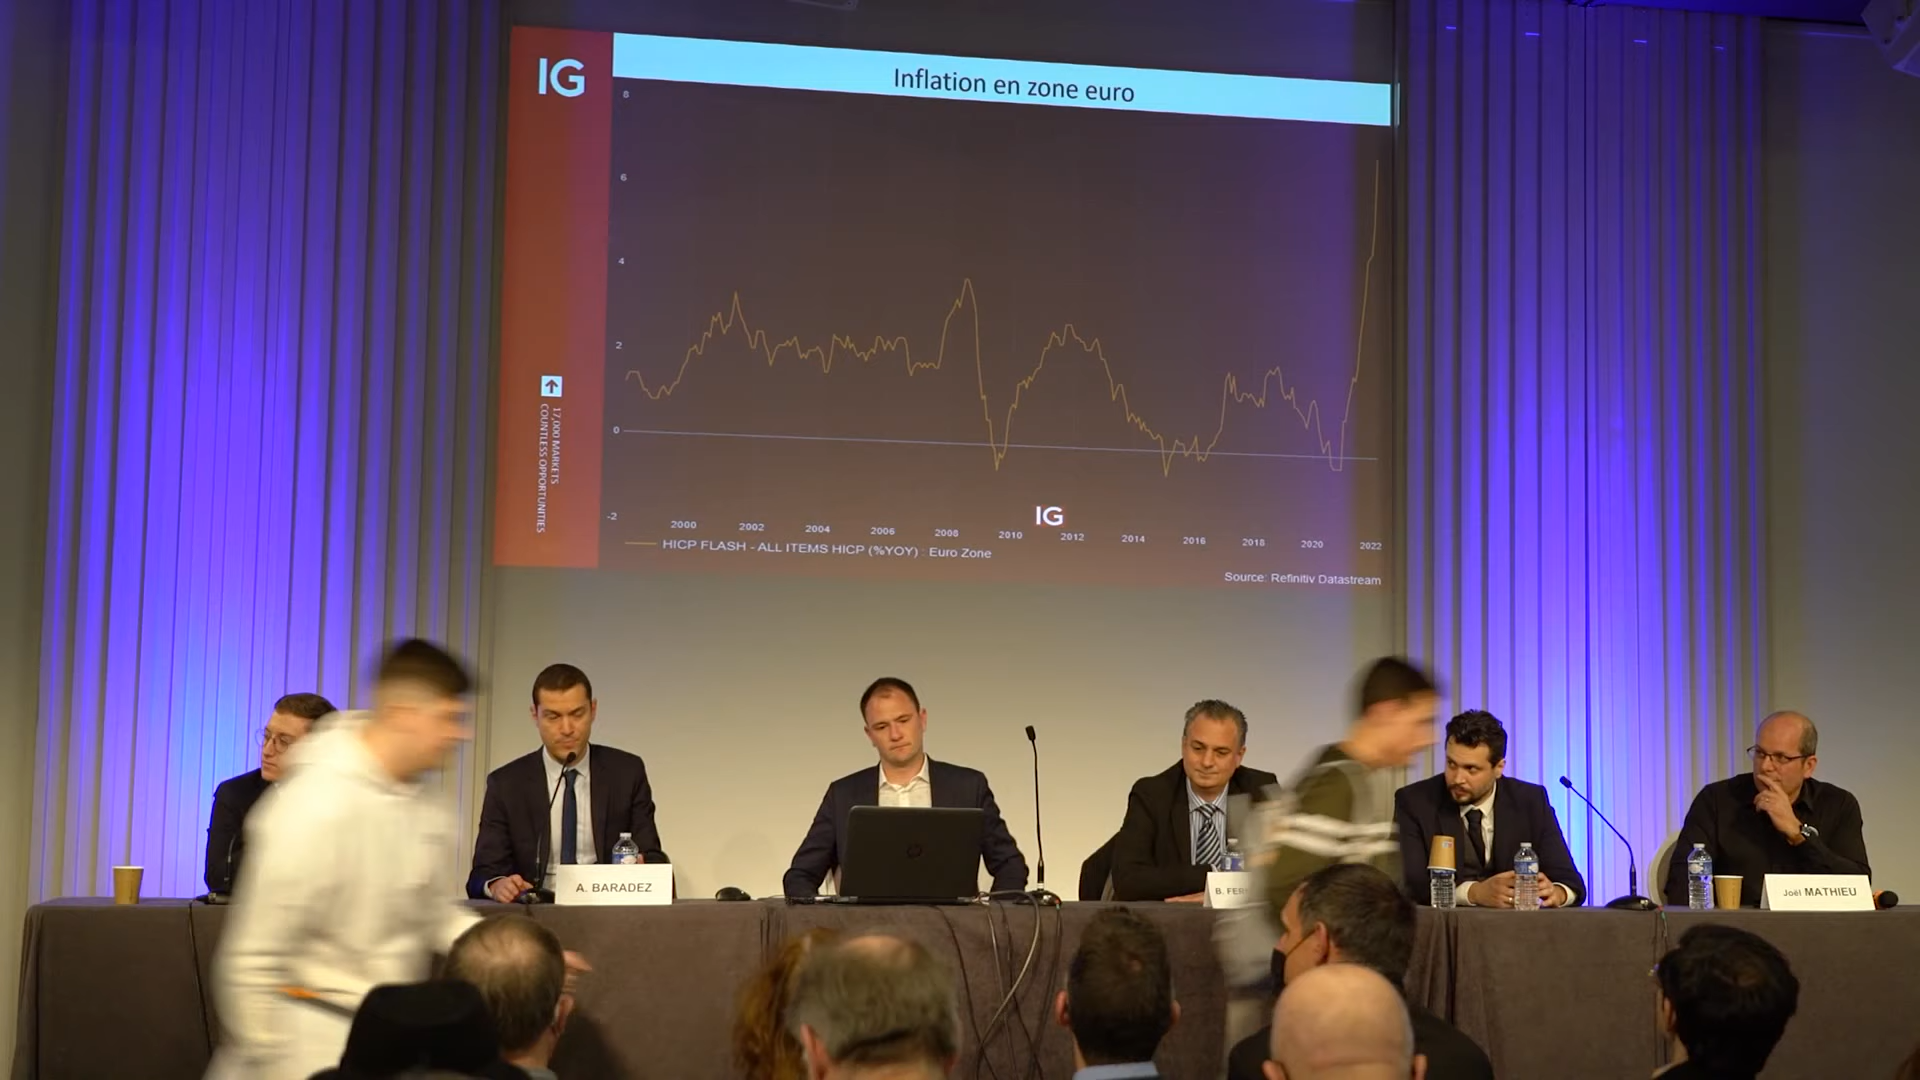 IG
Inflation en zone euro
8
6
4
2
0
-2
17,000 MARKETS
COUNTLESS OPPORTUNITIES
IG
2000 2002 2004 2006 2008 2010 2012 2014 2016 2018 2020 2022
HICP FLASH - ALL ITEMS HICP (%YOY) : Euro Zone
Source: Refinitiv Datastream
A. BARADEZ
B.
Joël MATHIEU